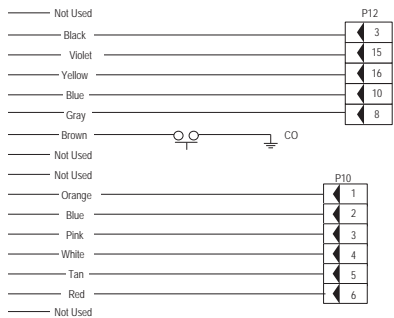 Not Used
P12
Black 3
Violet 15
Yellow 16
Blue 10
Gray 8
Brown CO
Not Used
Not Used
P10
Orange 1
Blue 2
Pink 3
White 4
Tan 5
Red 6
Not Used